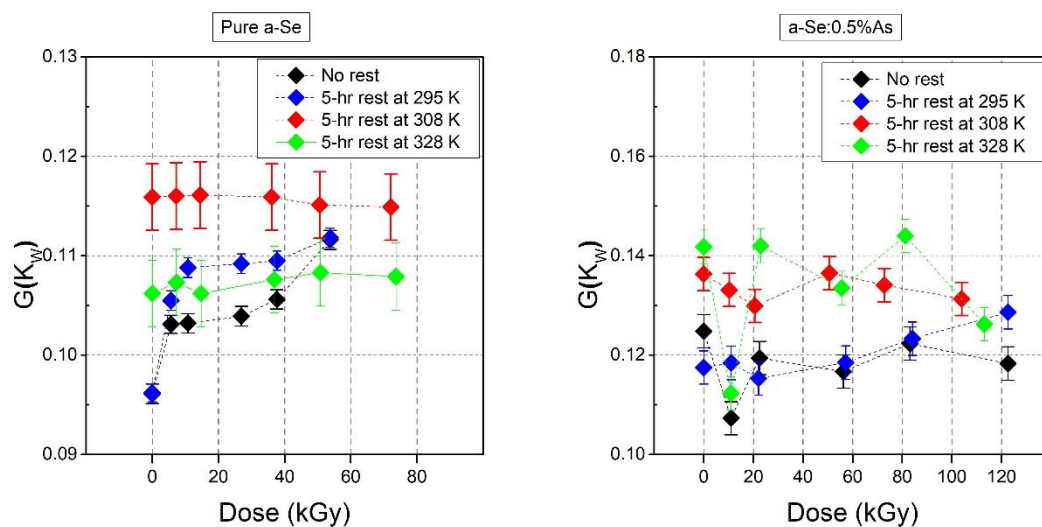 Pure a-Se
0.13
0.12
0.11
0.10
0.09
G(K_W)
No rest
5-hr rest at 295 K
5-hr rest at 308 K
5-hr rest at 328 K
0 20 40 60 80
Dose (kGy)
a-Se:0.5%As
0.18
0.16
0.14
0.12
0.10
G(K_W)
No rest
5-hr rest at 295 K
5-hr rest at 308 K
5-hr rest at 328 K
0 20 40 60 80 100 120
Dose (kGy)